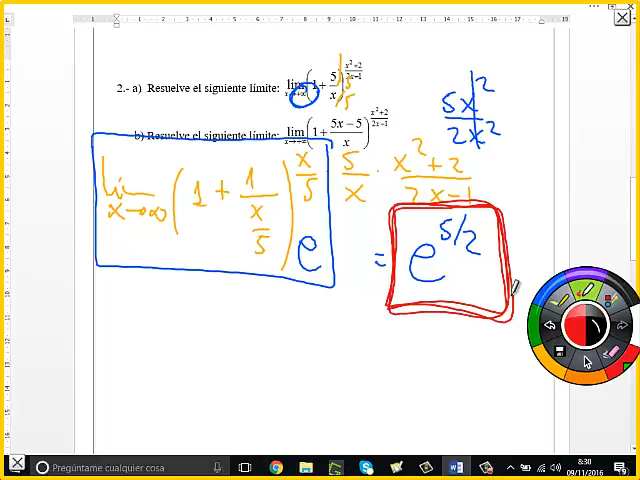 2.- a) Resuelve el siguiente límite: lim x→+∞ (1 + 5/x)^((x²+2)/(2x−1))
5x²/2x²
b) Resuelve el siguiente límite: lim x→+∞ (1 + (5x−5)/x)^((x²+2)/(2x−1))
lim x→∞ (1 + 1/(x/5))^(x/5 · 5/x · (x²+2)/(2x−1))
e = e^(5/2)
Pregúntame cualquier cosa
8:30
09/11/2016